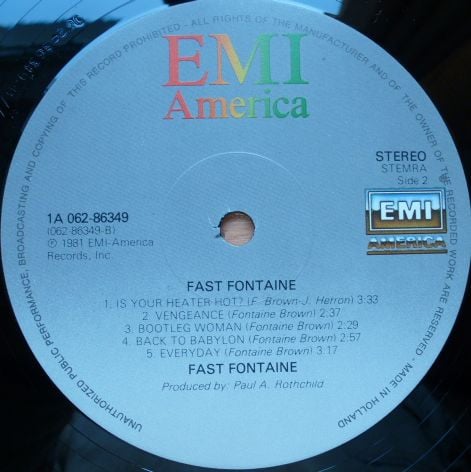 UNAUTHORIZED PUBLIC PERFORMANCE, BROADCASTING AND COPYING OF THIS RECORD PROHIBITED - ALL RIGHTS OF THE MANUFACTURER AND OF THE OWNER OF THE RECORDED WORK ARE RESERVED - MADE IN HOLLAND
EMI
America
STEREO
STEMRA
Side 2
1A 062-86349
(062-86349-B)
℗ 1981 EMI-America
Records, Inc.
EMI
AMERICA
FAST FONTAINE
1. IS YOUR HEATER HOT? (F. Brown-J. Herron) 3:33
2. VENGEANCE (Fontaine Brown) 2:37
3. BOOTLEG WOMAN (Fontaine Brown) 2:29
4. BACK TO BABYLON (Fontaine Brown) 2:57
5. EVERYDAY (Fontaine Brown) 3.17
FAST FONTAINE
Produced by: Paul A. Rothchild